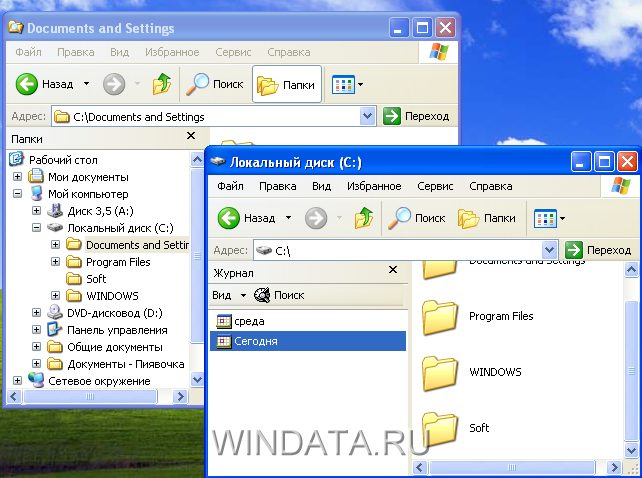 Documents and Settings
Файл Правка Вид Избранное Сервис Справка
Назад Поиск Папки
Адрес: C:\Documents and Settings Переход
Папки
Рабочий стол
Мои документы
Мой компьютер
Диск 3,5 (A:)
Локальный диск (C:)
Documents and Settin
Program Files
Soft
WINDOWS
DVD-дисковод (D:)
Панель управления
Общие документы
Документы - Пиявочка
Сетевое окружение
Локальный диск (C:)
Файл Правка Вид Избранное Сервис Справка
Назад Поиск Папки
Адрес: C:\ Переход
Журнал
Вид Поиск
среда
Сегодня
Documents and Settings
Program Files
WINDOWS
Soft
WINDATA.RU